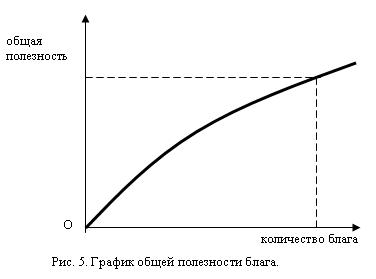 общая
полезность
О
количество блага
Рис. 5. График общей полезности блага.